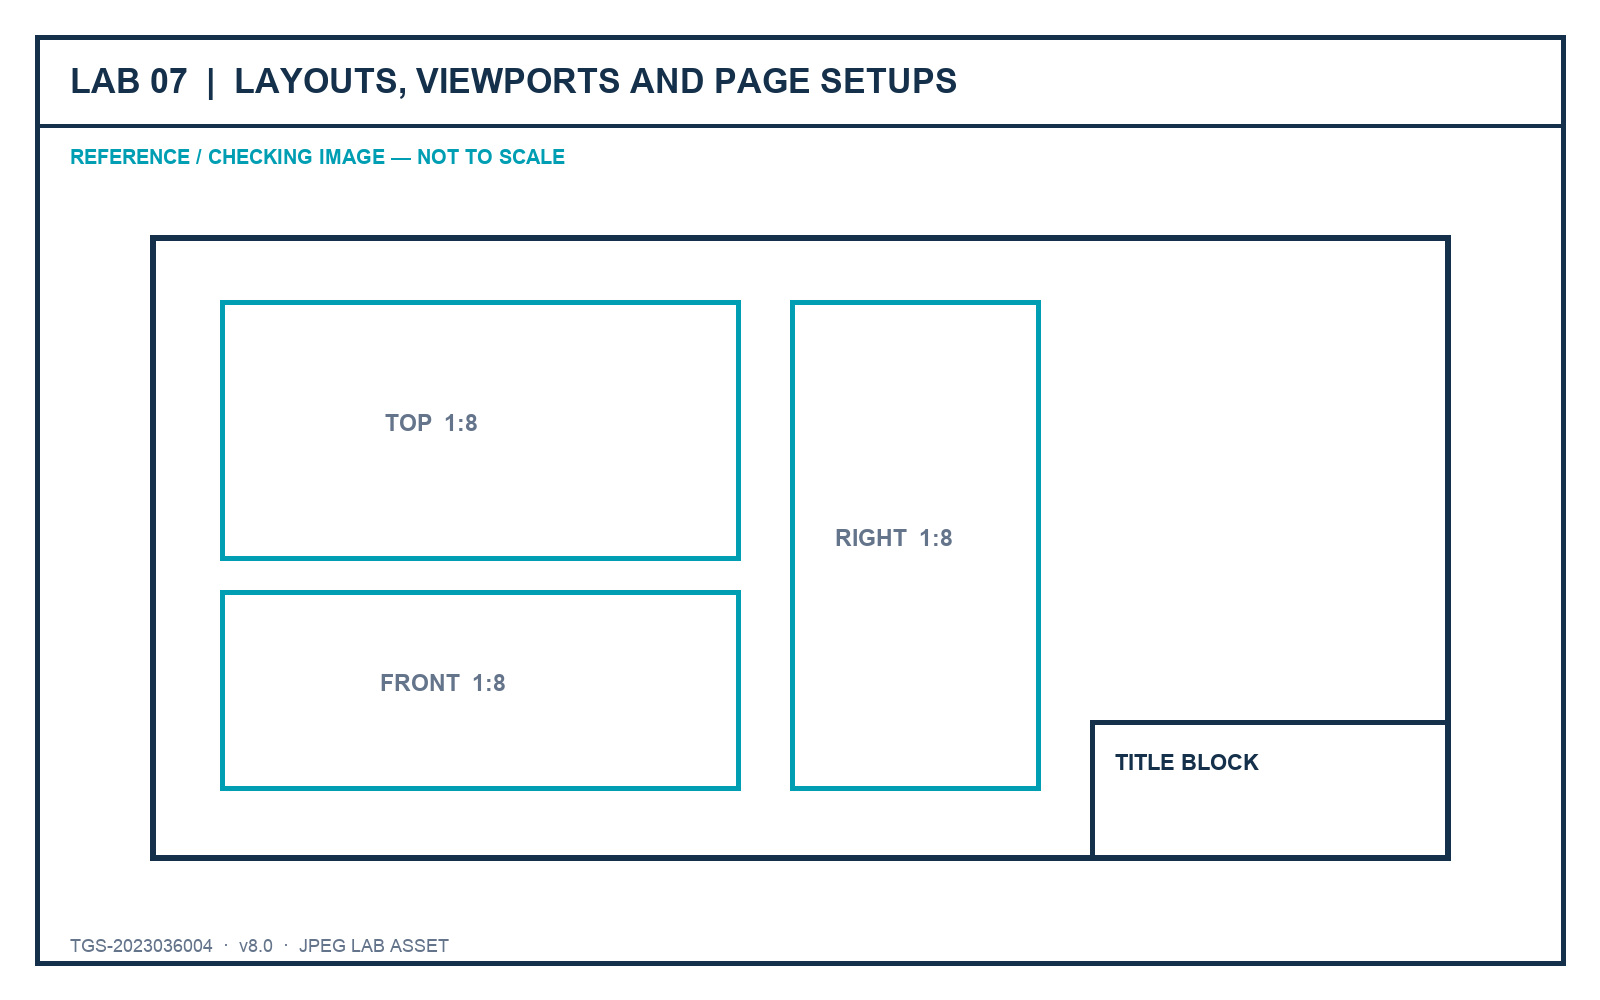 LAB 07 | LAYOUTS, VIEWPORTS AND PAGE SETUPS
REFERENCE / CHECKING IMAGE — NOT TO SCALE
TOP 1:8
RIGHT 1:8
FRONT 1:8
TITLE BLOCK
TGS-2023036004 · v8.0 · JPEG LAB ASSET